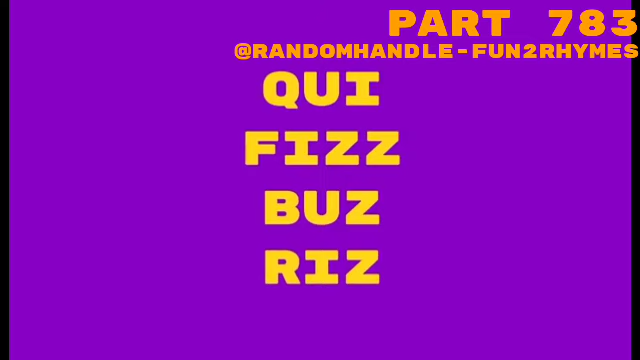 PART 783
@RANDOMHANDLE-FUN2RHYMES
QUI
FIZZ
BUZ
RIZ